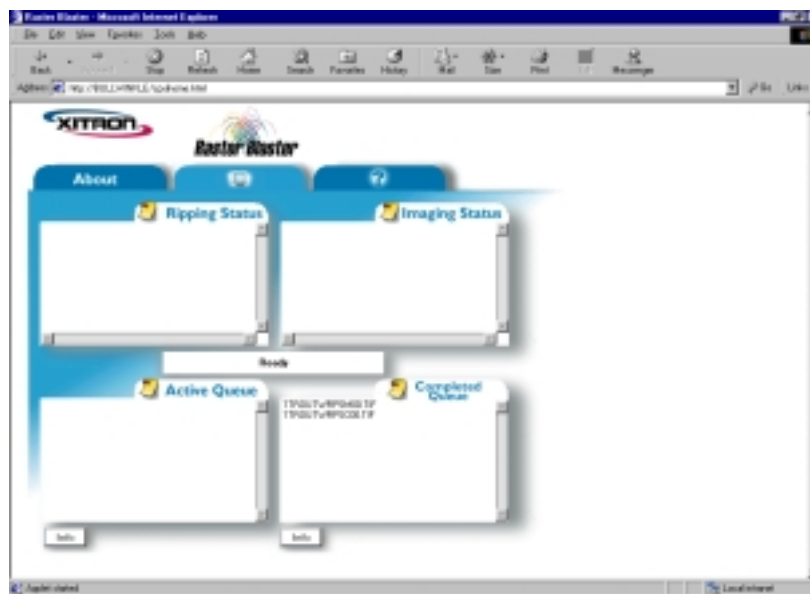 Raster Blaster - Microsoft Internet Explorer
File Edit View Favorites Tools Help
Back Stop Refresh Home Search Favorites History Mail Size Print Messenger
Address Go Links
XITRON
Raster Blaster
About
Ripping Status
Imaging Status
Ready
Active Queue
Completed Queue
Info
Info
Applet started
Local intranet